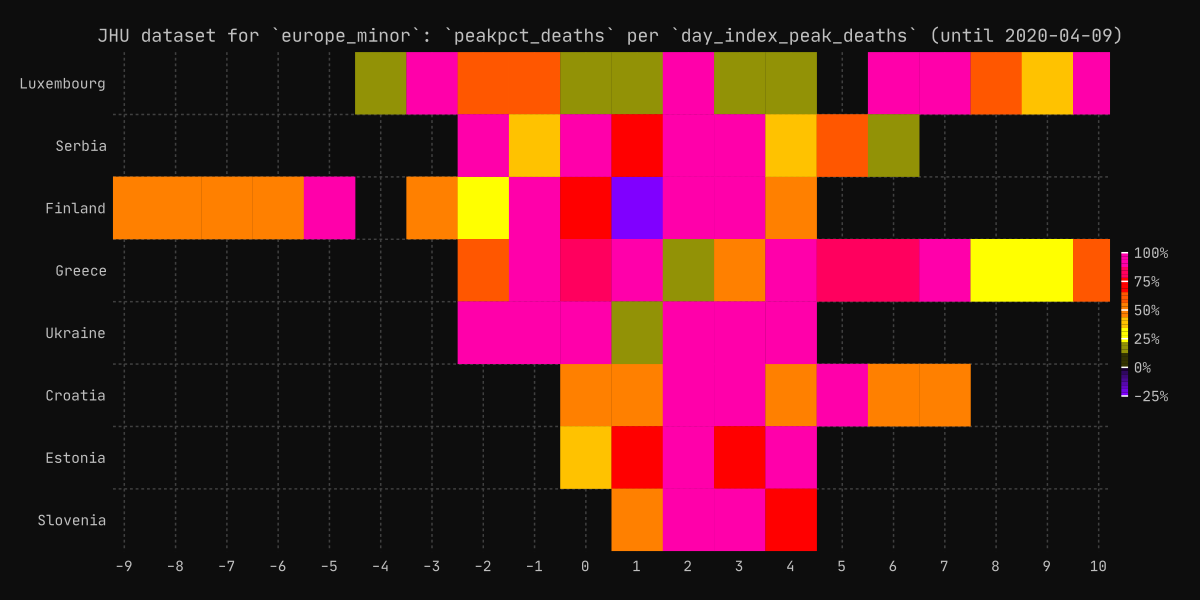 JHU dataset for `europe_minor`: `peakpct_deaths` per `day_index_peak_deaths` (until 2020-04-09)
Luxembourg
Serbia
Finland
Greece
Ukraine
Croatia
Estonia
Slovenia
100%
75%
50%
25%
0%
-25%
-9 -8 -7 -6 -5 -4 -3 -2 -1 0 1 2 3 4 5 6 7 8 9 10